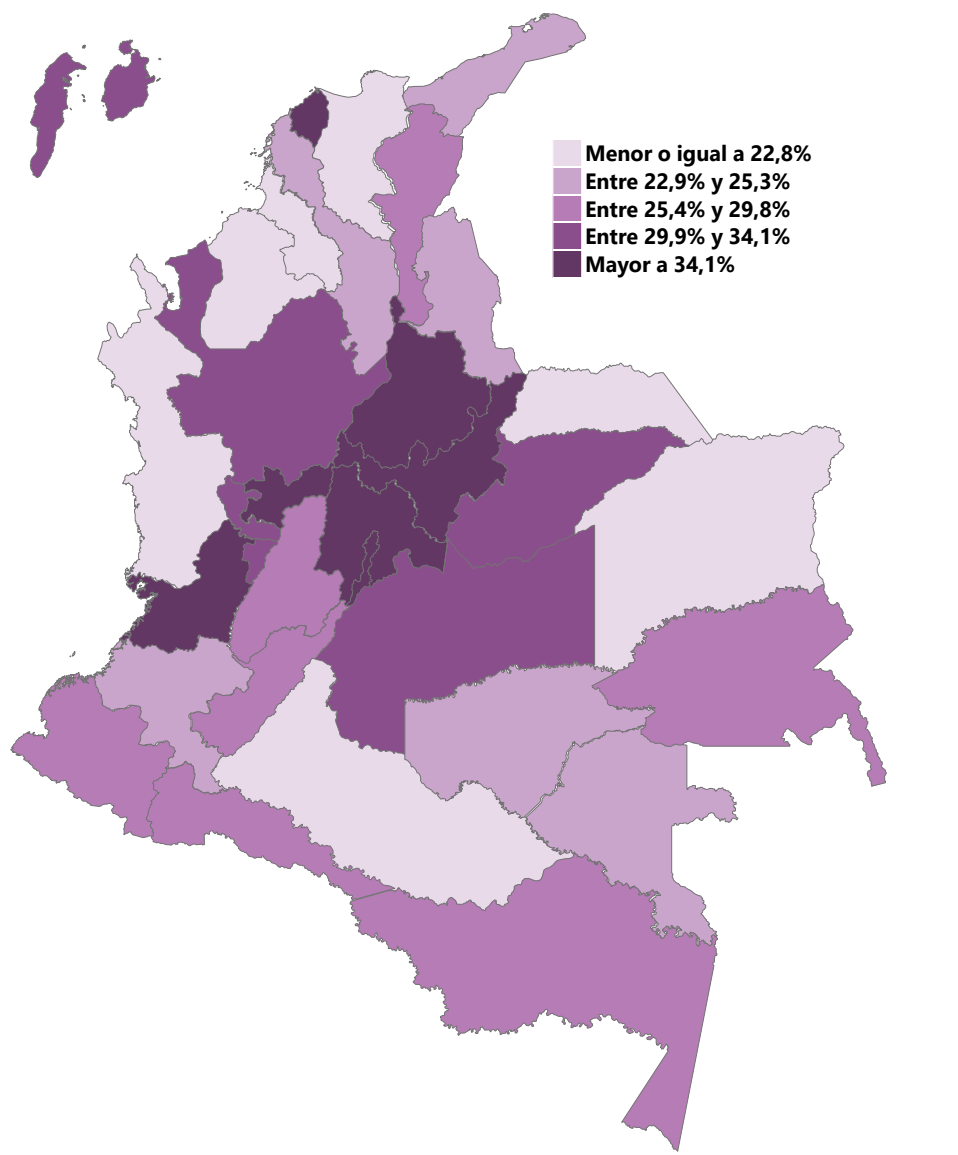 Menor o igual a 22,8%
Entre 22,9% y 25,3%
Entre 25,4% y 29,8%
Entre 29,9% y 34,1%
Mayor a 34,1%